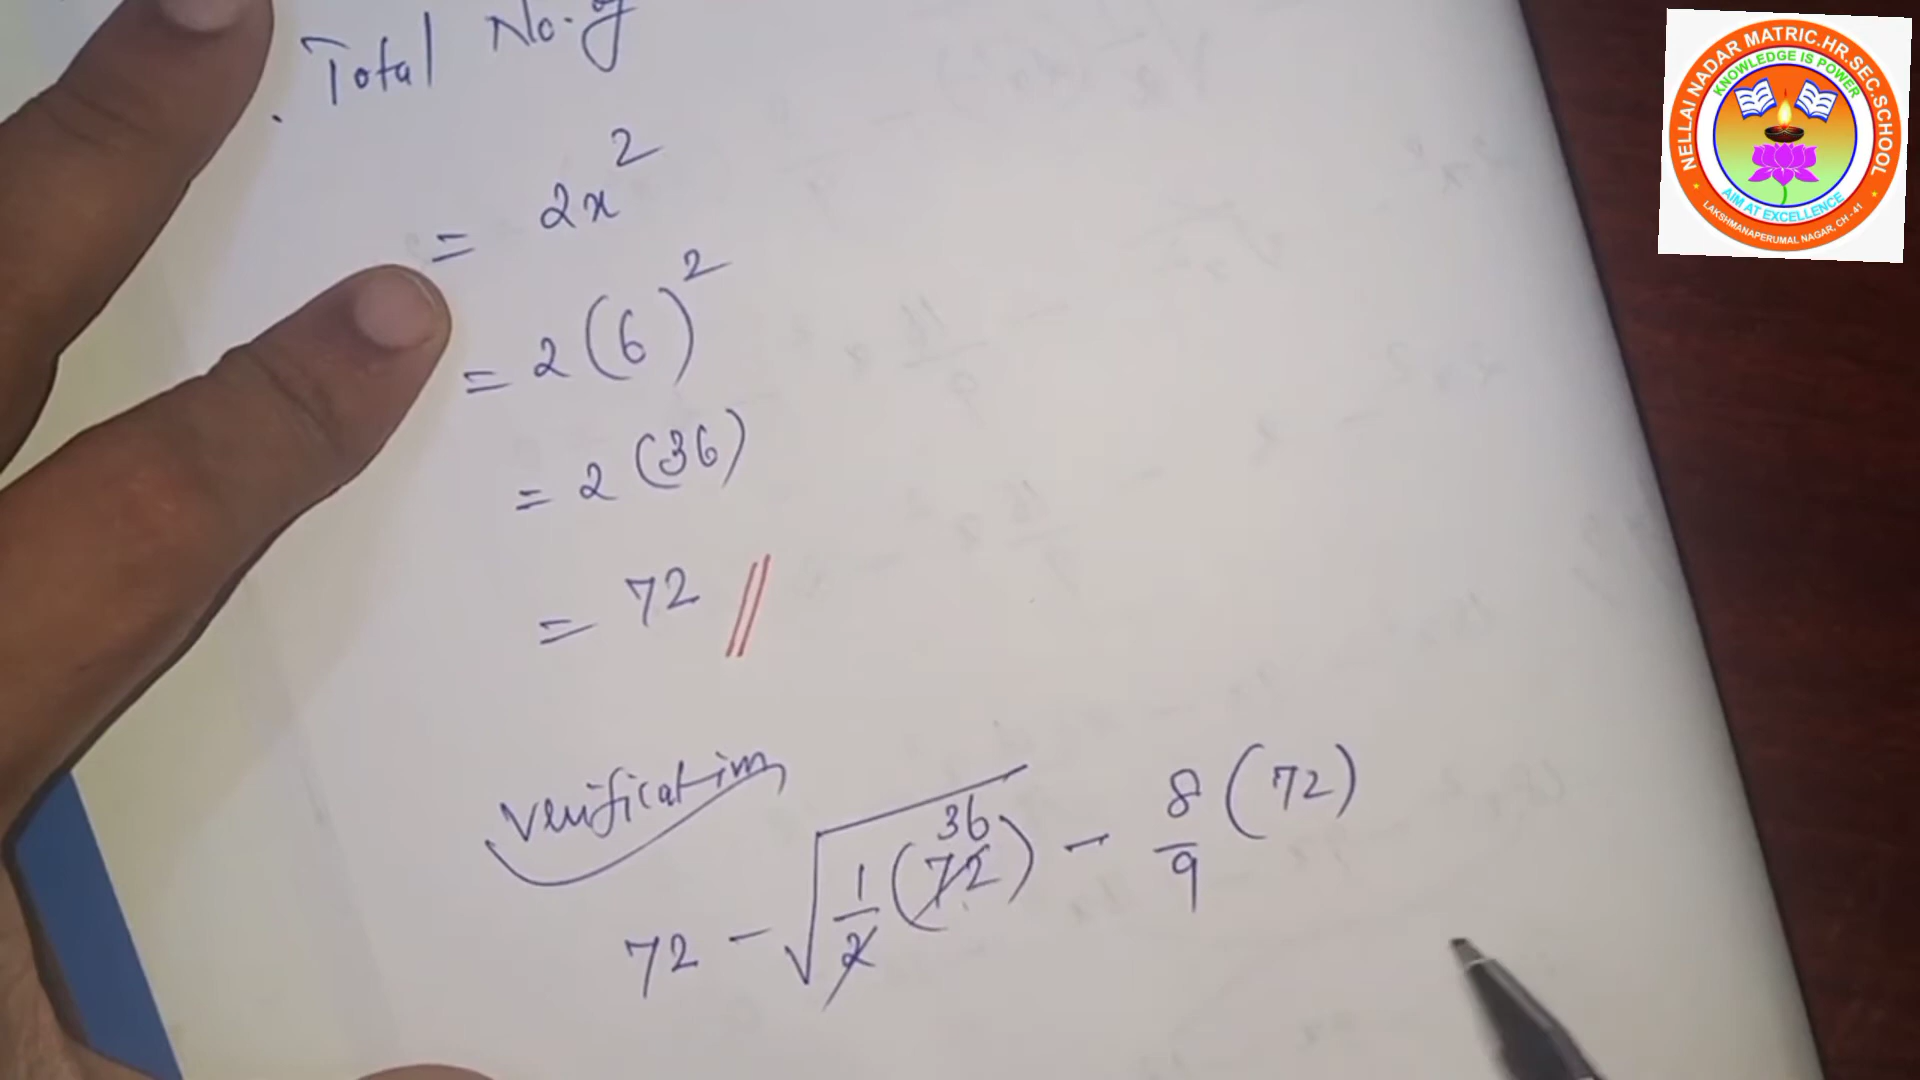 Total No. of
= 2x²
= 2(6)²
= 2(36)
= 72 //
Verification
36
72 - √(1/2 (72)) - 8/9 (72)
NELLAI NADAR MATRIC.HR.SEC.SCHOOL
KNOWLEDGE IS POWER
AIM AT EXCELLENCE
LAKSHMANAPERUMAL NAGAR, CH - 41